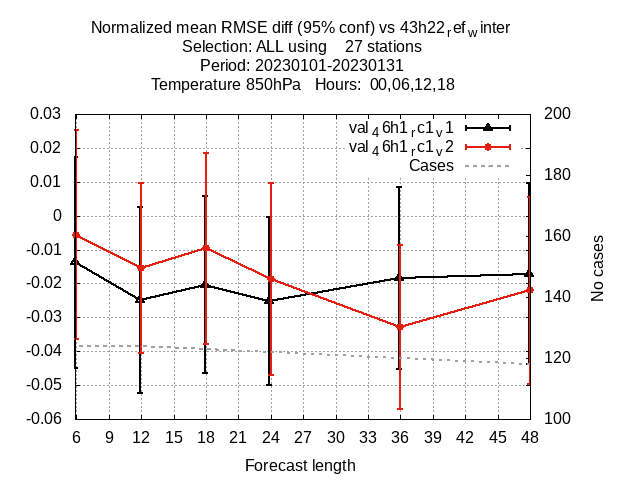 Normalized mean RMSE diff (95% conf) vs 43h22ref_winter
Selection: ALL using    27 stations
Period: 20230101-20230131
Temperature 850hPa   Hours:  00,06,12,18
0.03
0.02
0.01
0
-0.01
-0.02
-0.03
-0.04
-0.05
-0.06
val46h1rc1v1
val46h1rc1v2
Cases
200
180
160
140
120
100
No cases
6 9 12 15 18 21 24 27 30 33 36 39 42 45 48
Forecast length